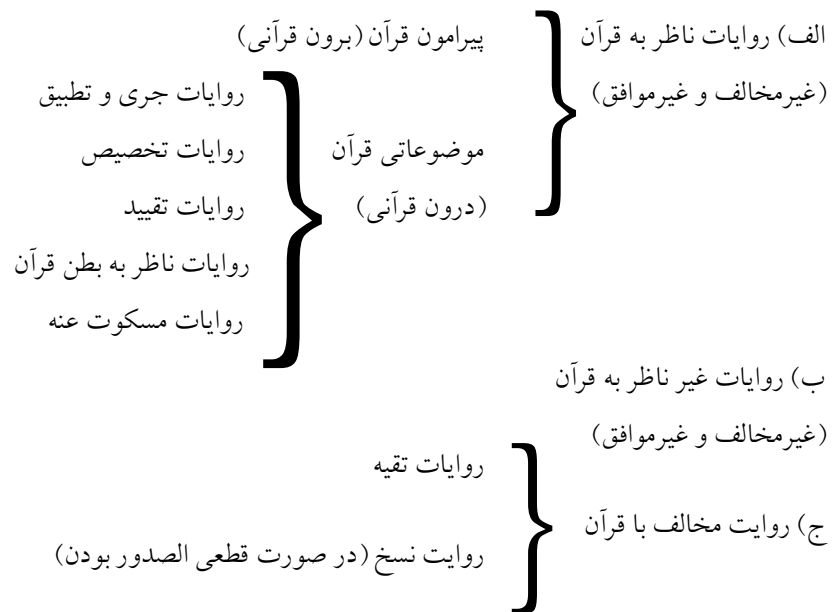 الف) روایات ناظر به قرآن
(غیرمخالف و غیرموافق)
پیرامون قرآن (برون قرآنی)
موضوعاتی قرآن
(درون قرآنی)
روایات جری و تطبیق
روایات تخصیص
روایات تقیید
روایات ناظر به بطن قرآن
روایات مسکوت عنه
ب) روایات غیر ناظر به قرآن
(غیرمخالف و غیرموافق)
ج) روایت مخالف با قرآن
روایات تقیه
روایت نسخ (در صورت قطعی الصدور بودن)